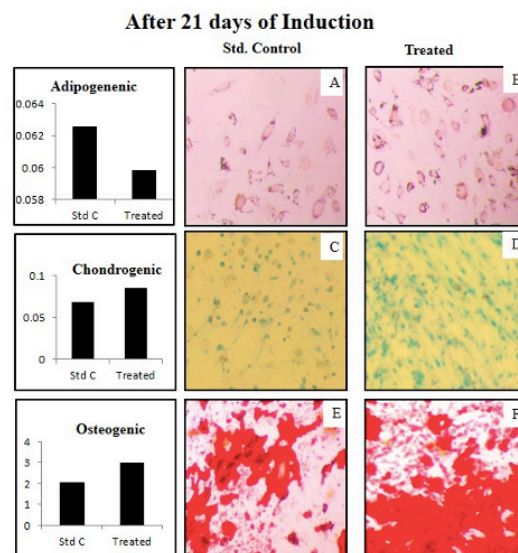 After 21 days of Induction
Std. Control
Treated
Adipogenenic
0.064
0.062
0.06
0.058
Std C
Treated
A
B
Chondrogenic
0.1
0.05
0
Std C
Treated
C
D
Osteogenic
4
3
2
1
0
Std C
Treated
E
F